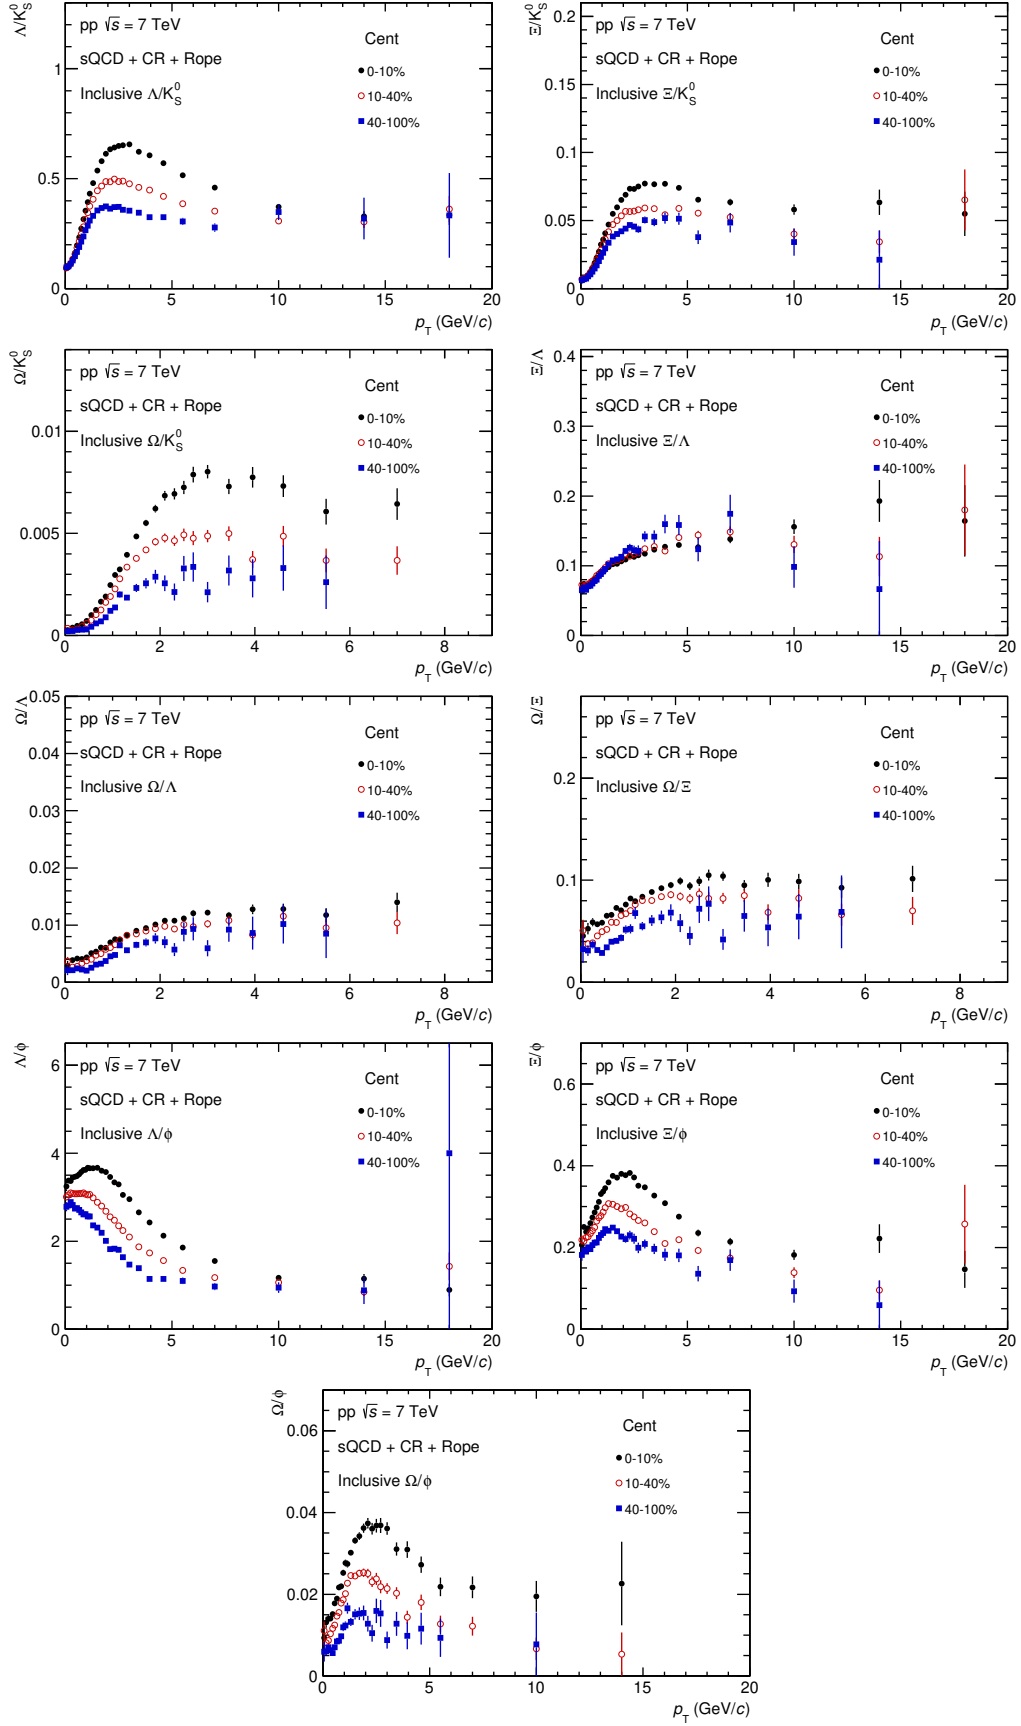 Λ/K⁰S
pp √s = 7 TeV
sQCD + CR + Rope
Inclusive Λ/K⁰S
Cent
0-10%
10-40%
40-100%
1
0.5
0
0 5 10 15 20
pT (GeV/c)
Ξ/K⁰S
pp √s = 7 TeV
sQCD + CR + Rope
Inclusive Ξ/K⁰S
Cent
0-10%
10-40%
40-100%
0.2
0.15
0.1
0.05
0
0 5 10 15 20
pT (GeV/c)
Ω/K⁰S
pp √s = 7 TeV
sQCD + CR + Rope
Inclusive Ω/K⁰S
Cent
0-10%
10-40%
40-100%
0.01
0.005
0
0 2 4 6 8
pT (GeV/c)
Ξ/Λ
pp √s = 7 TeV
sQCD + CR + Rope
Inclusive Ξ/Λ
Cent
0-10%
10-40%
40-100%
0.4
0.3
0.2
0.1
0
0 5 10 15 20
pT (GeV/c)
Ω/Λ
pp √s = 7 TeV
sQCD + CR + Rope
Inclusive Ω/Λ
Cent
0-10%
10-40%
40-100%
0.05
0.04
0.03
0.02
0.01
0
0 2 4 6 8
pT (GeV/c)
Ω/Ξ
pp √s = 7 TeV
sQCD + CR + Rope
Inclusive Ω/Ξ
Cent
0-10%
10-40%
40-100%
0.2
0.1
0
0 2 4 6 8
pT (GeV/c)
Λ/ϕ
pp √s = 7 TeV
sQCD + CR + Rope
Inclusive Λ/ϕ
Cent
0-10%
10-40%
40-100%
6
4
2
0
0 5 10 15 20
pT (GeV/c)
Ξ/ϕ
pp √s = 7 TeV
sQCD + CR + Rope
Inclusive Ξ/ϕ
Cent
0-10%
10-40%
40-100%
0.6
0.4
0.2
0
0 5 10 15 20
pT (GeV/c)
Ω/ϕ
pp √s = 7 TeV
sQCD + CR + Rope
Inclusive Ω/ϕ
Cent
0-10%
10-40%
40-100%
0.06
0.04
0.02
0
0 5 10 15 20
pT (GeV/c)